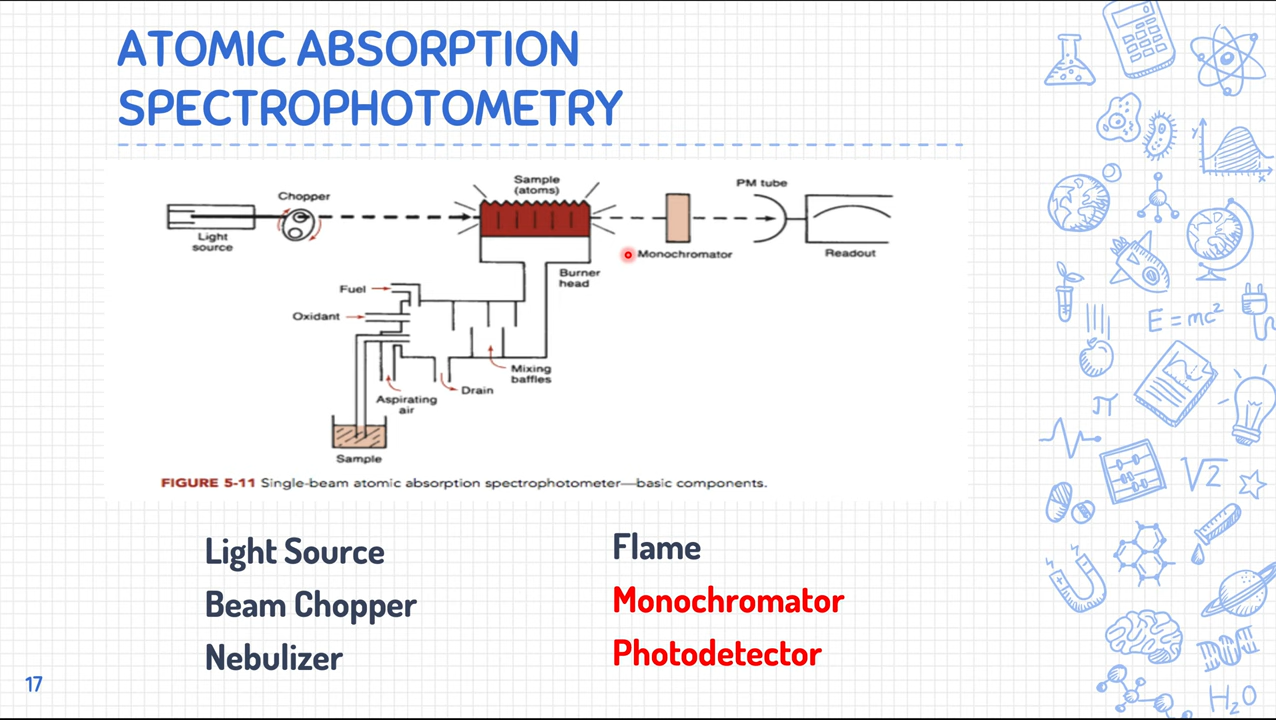 ATOMIC ABSORPTION
SPECTROPHOTOMETRY
Chopper
Light
source
Sample
(atoms)
PM tube
Monochromator
Readout
Burner
head
Fuel
Oxidant
Mixing
baffles
Drain
Aspirating
air
Sample
FIGURE 5-11 Single-beam atomic absorption spectrophotometer—basic components.
Light Source
Beam Chopper
Nebulizer
Flame
Monochromator
Photodetector
17
y
x
E = mc²
π
√2
H₂O